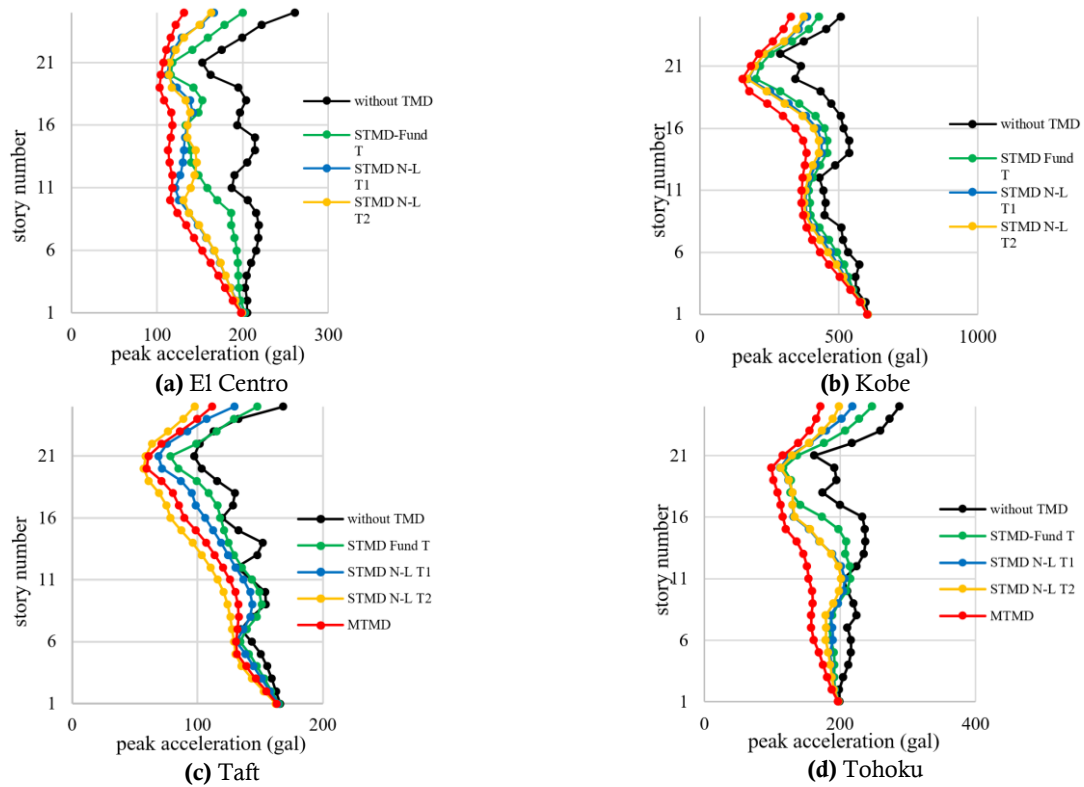 story number
21
16
11
6
1
0
100
200
300
peak acceleration (gal)
without TMD
STMD-Fund
T
STMD N-L
T1
STMD N-L
T2
(a) El Centro
story number
21
16
11
6
1
0
500
1000
peak acceleration (gal)
without TMD
STMD Fund
T
STMD N-L
T1
STMD N-L
T2
(b) Kobe
story number
21
16
11
6
1
0
100
200
peak acceleration (gal)
without TMD
STMD Fund T
STMD N-L T1
STMD N-L T2
MTMD
(c) Taft
story number
21
16
11
6
1
0
200
400
peak acceleration (gal)
without TMD
STMD-Fund T
STMD N-L T1
STMD N-L T2
MTMD
(d) Tohoku